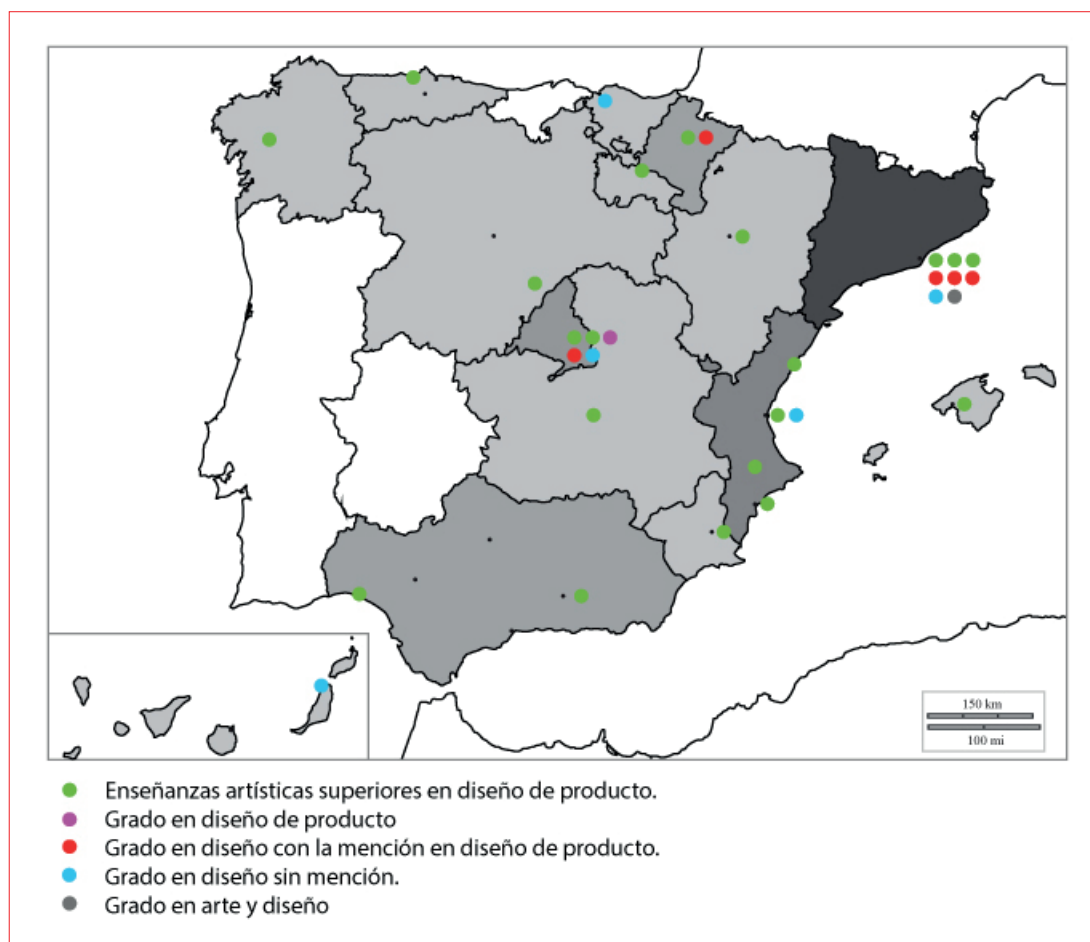 150 km
100 mi
Enseñanzas artísticas superiores en diseño de producto.
Grado en diseño de producto
Grado en diseño con la mención en diseño de producto.
Grado en diseño sin mención.
Grado en arte y diseño